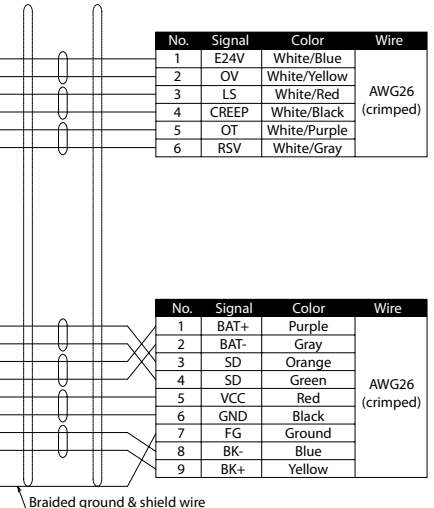 No. Signal Color Wire
1 E24V White/Blue
2 OV White/Yellow
3 LS White/Red
4 CREEP White/Black
5 OT White/Purple
6 RSV White/Gray
AWG26
(crimped)
No. Signal Color Wire
1 BAT+ Purple
2 BAT- Gray
3 SD Orange
4 SD Green
5 VCC Red
6 GND Black
7 FG Ground
8 BK- Blue
9 BK+ Yellow
AWG26
(crimped)
Braided ground & shield wire